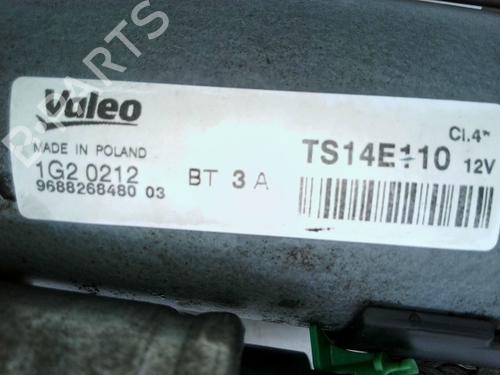 B-PARTS
Valeo
MADE IN POLAND
1G2 0212
9688268480 03
BT 3 A
Cl.4"
TS14E110 12V